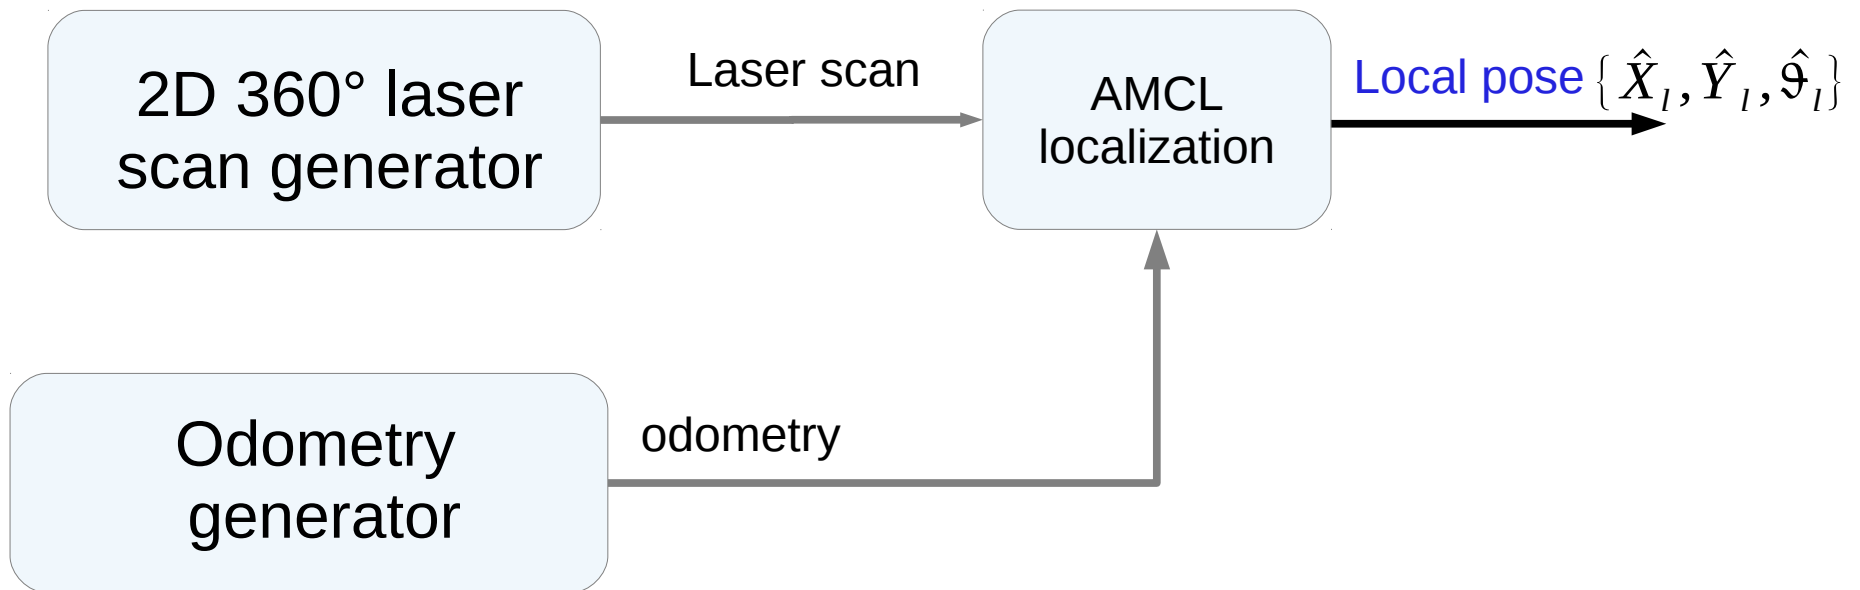 2D 360° laser
scan generator
Laser scan
AMCL
localization
Local pose {X̂ₗ, Ŷₗ, ϑ̂ₗ}
Odometry
generator
odometry